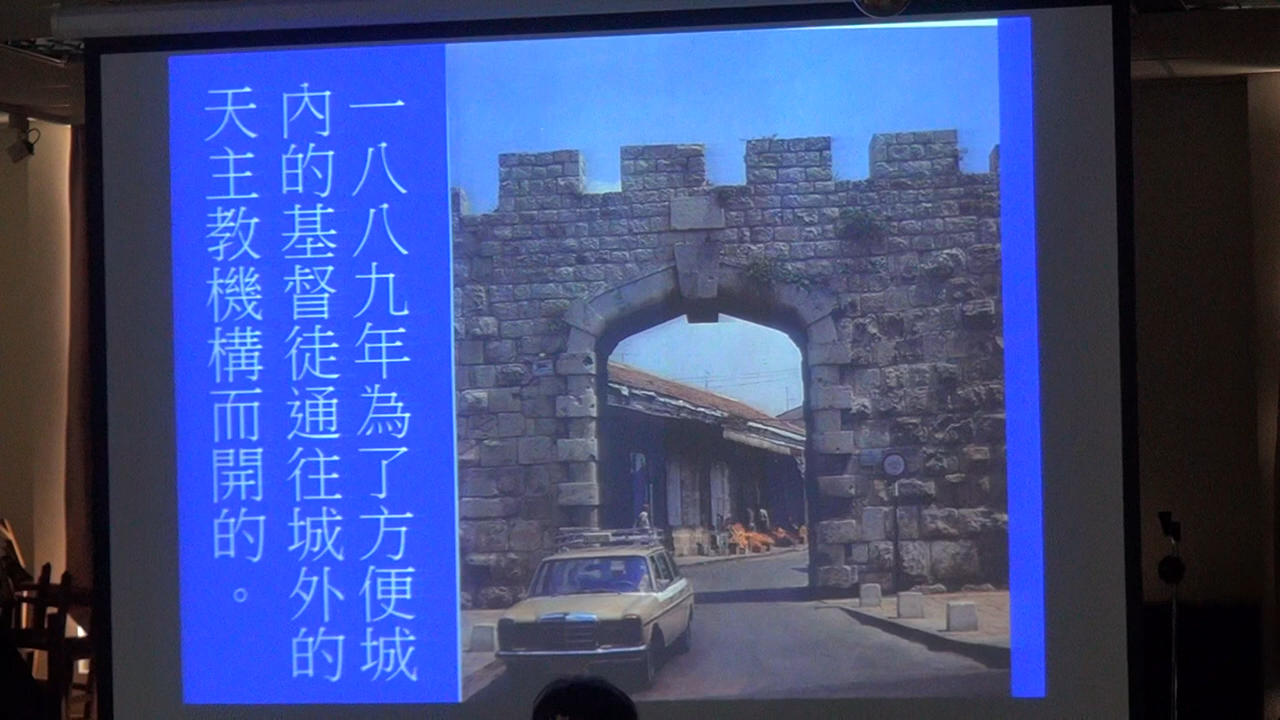 一八八九年為了方便城
內的基督徒通往城外的
天主教機構而開的。